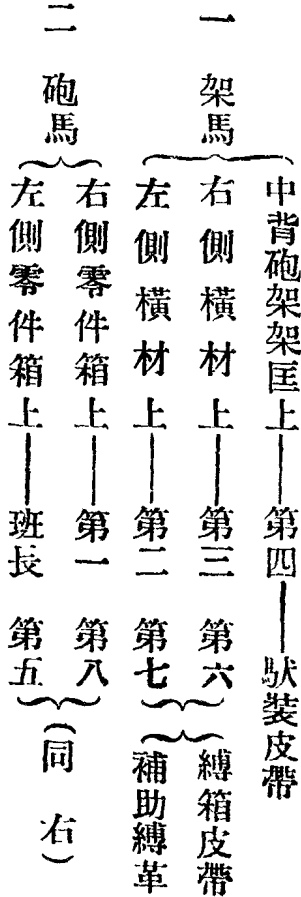 一　架馬
中背砲架架匡上——第四——馱装皮帶
右側橫材上——第三　第六
左側橫材上——第二　第七
縛箱皮帶
補助縛革
二　砲馬
右側零件箱上——第一　第八
左側零件箱上——班長　第五
(同右)